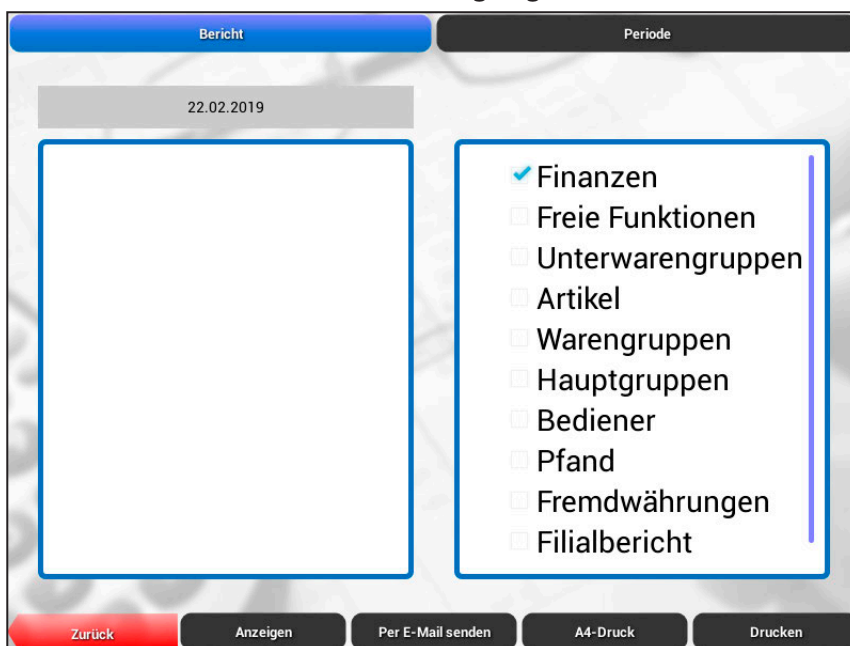 Bericht
Periode
22.02.2019
Finanzen
Freie Funktionen
Unterwarengruppen
Artikel
Warengruppen
Hauptgruppen
Bediener
Pfand
Fremdwährungen
Filialbericht
Zurück
Anzeigen
Per E-Mail senden
A4-Druck
Drucken